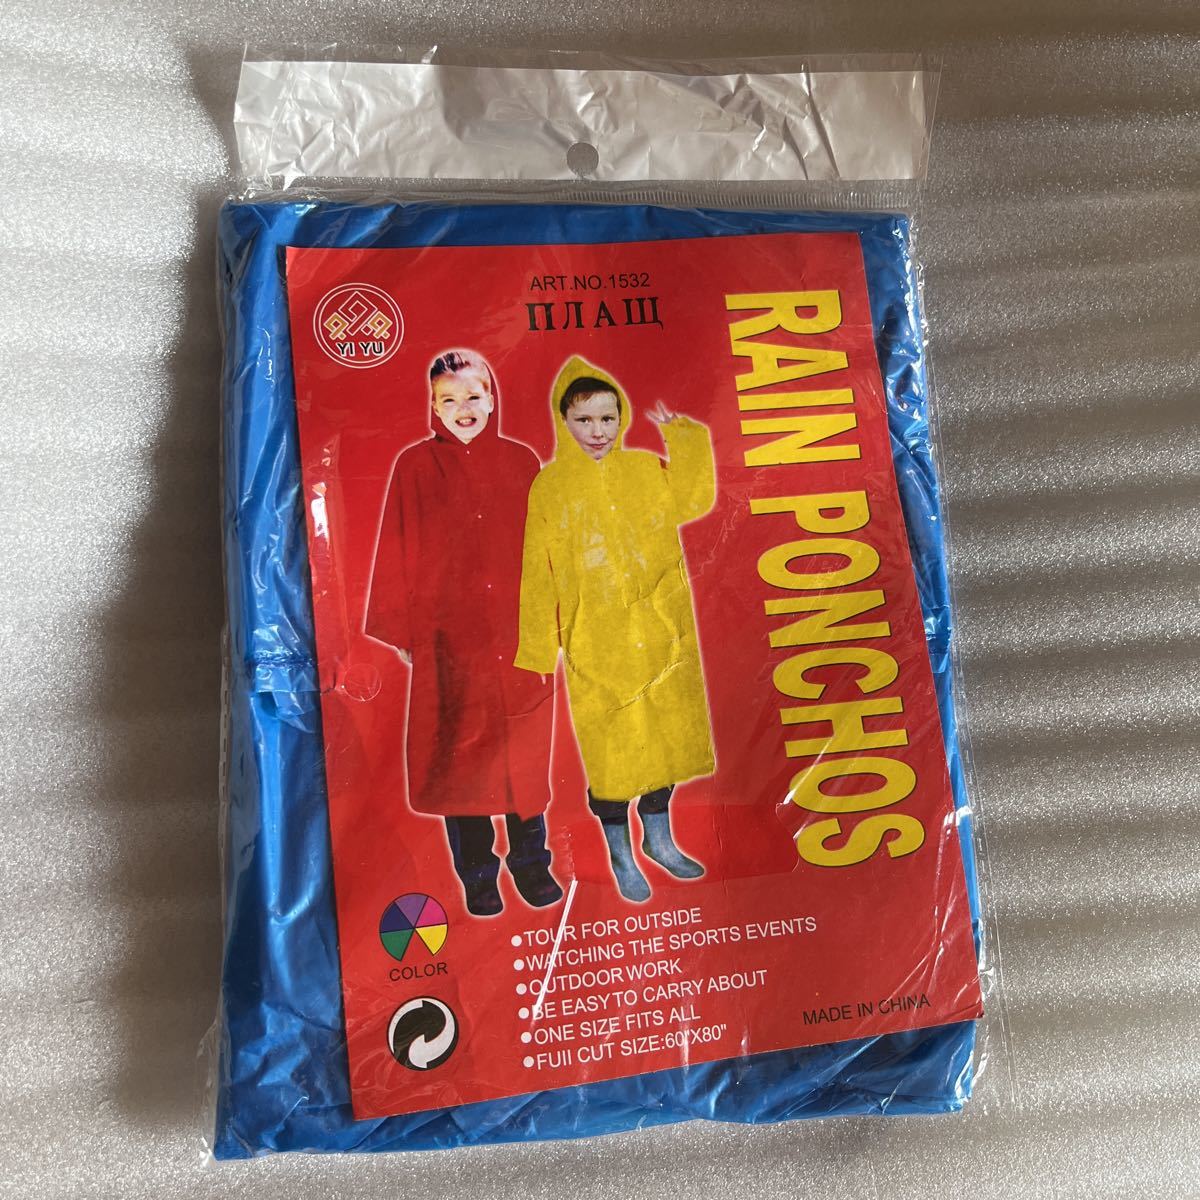 ART.NO.1532
ПЛАЩ
YI YU
RAIN PONCHOS
COLOR
•TOUR FOR OUTSIDE
•WATCHING THE SPORTS EVENTS
•OUTDOOR WORK
•BE EASY TO CARRY ABOUT
•ONE SIZE FITS ALL
•FUII CUT SIZE:60"X80"
MADE IN CHINA